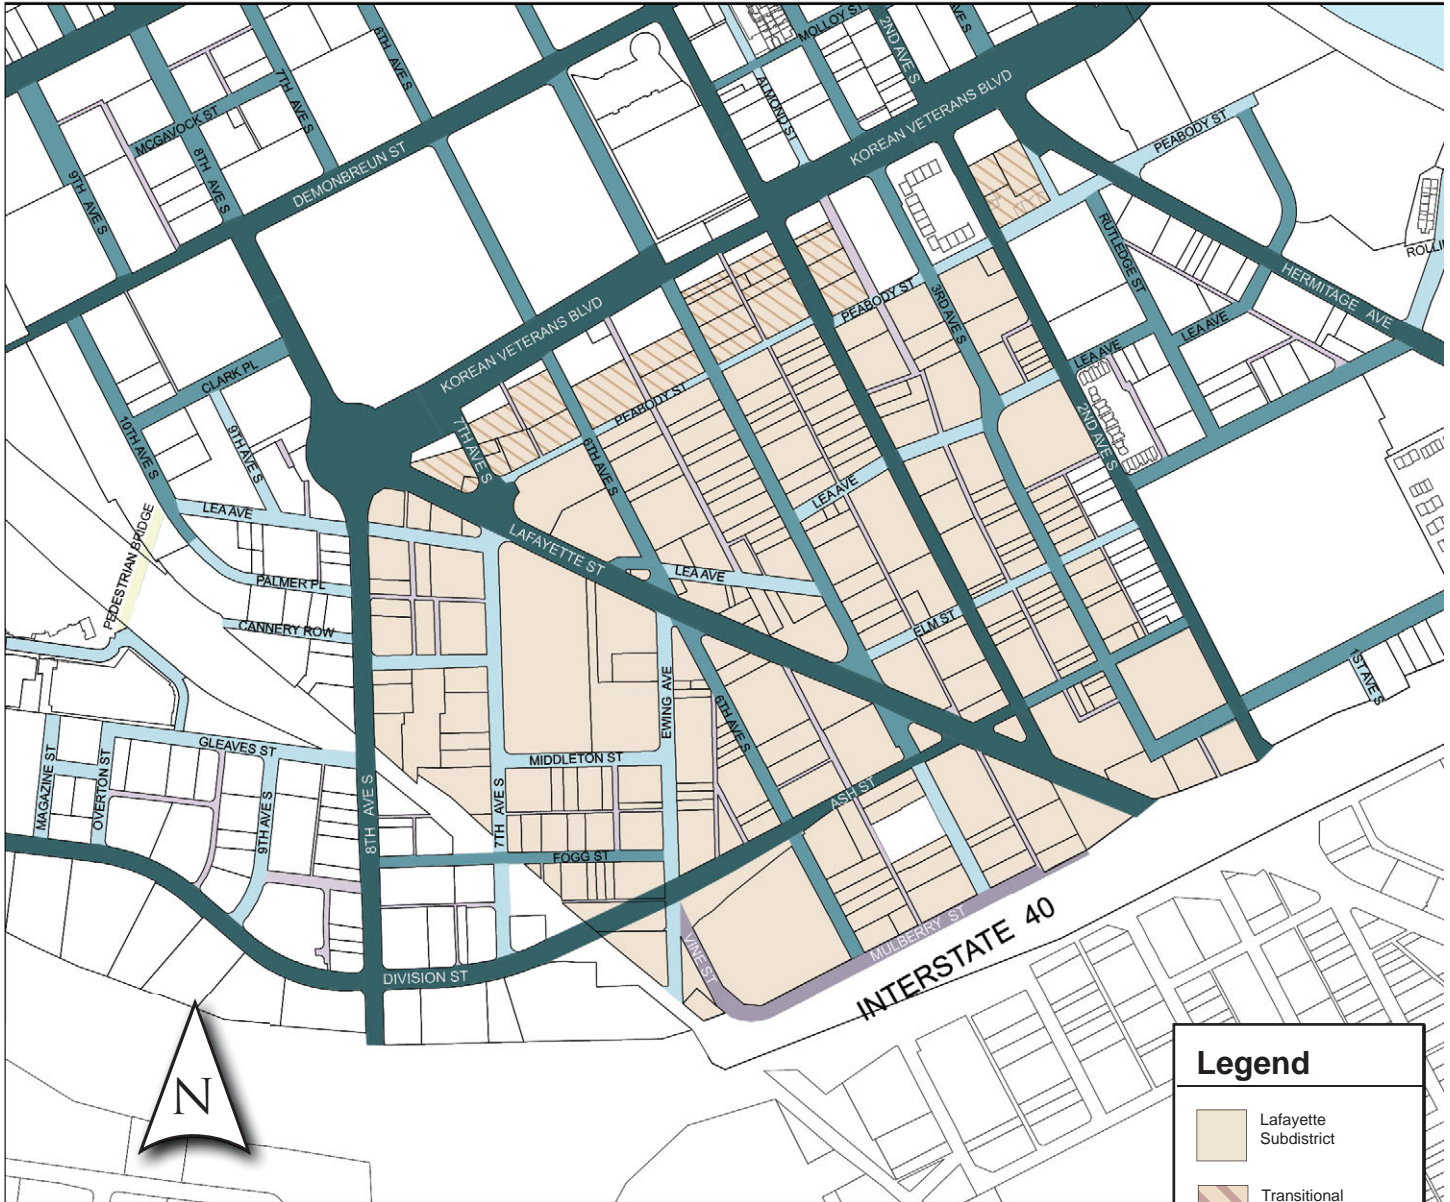 MOLLOY ST
2ND AVE S
AVE S
6TH AVE S
7TH AVE S
ALMOND ST
KOREAN VETERANS BLVD
MCGAVOCK ST
8TH AVE S
PEABODY ST
DEMONBREUN ST
9TH AVE S
RUTLEDGE ST
ROLLI
HERMITAGE AVE
3RD AVE S
PEABODY ST
LEA AVE
KOREAN VETERANS BLVD
LEA AVE
CLARK PL
PEABODY ST
9TH AVE S
10TH AVE S
7TH AVE S
6TH AVE S
2ND AVE S
LEA AVE
LEA AVE
PEDESTRIAN BRIDGE
LAFAYETTE ST
LEA AVE
PALMER PL
CANNERY ROW
ELM ST
1ST AVE S
EWING AVE
6TH AVE S
GLEAVES ST
MIDDLETON ST
MAGAZINE ST
OVERTON ST
9TH AVE S
8TH AVE S
7TH AVE S
ASH ST
FOGG ST
MULBERRY ST
VINE ST
INTERSTATE 40
DIVISION ST
N
Legend
Lafayette
Subdistrict
Transitional